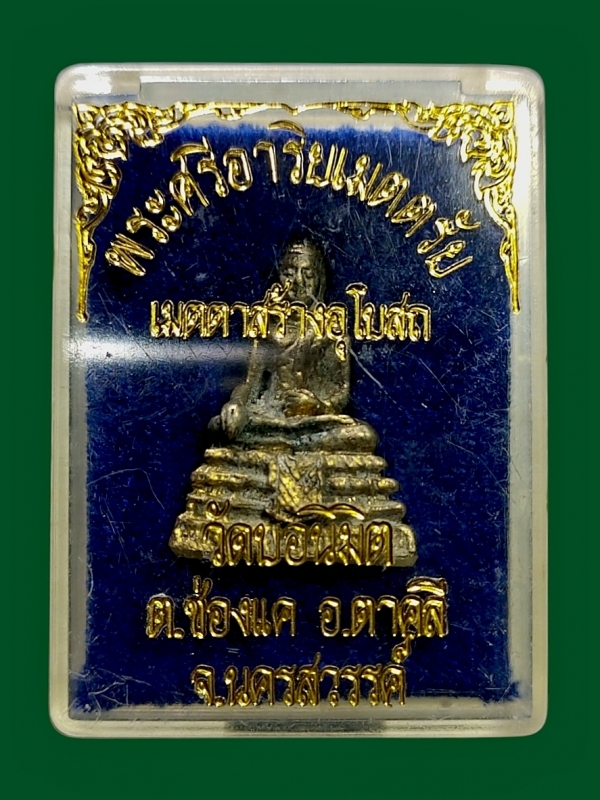 พระศรีอาริยเมตตรัย
เมตตาสร้างอุโบสถ
วัดบ่อนิมิต
ต.ช่องแค อ.ตาคลี
จ.นครสวรรค์